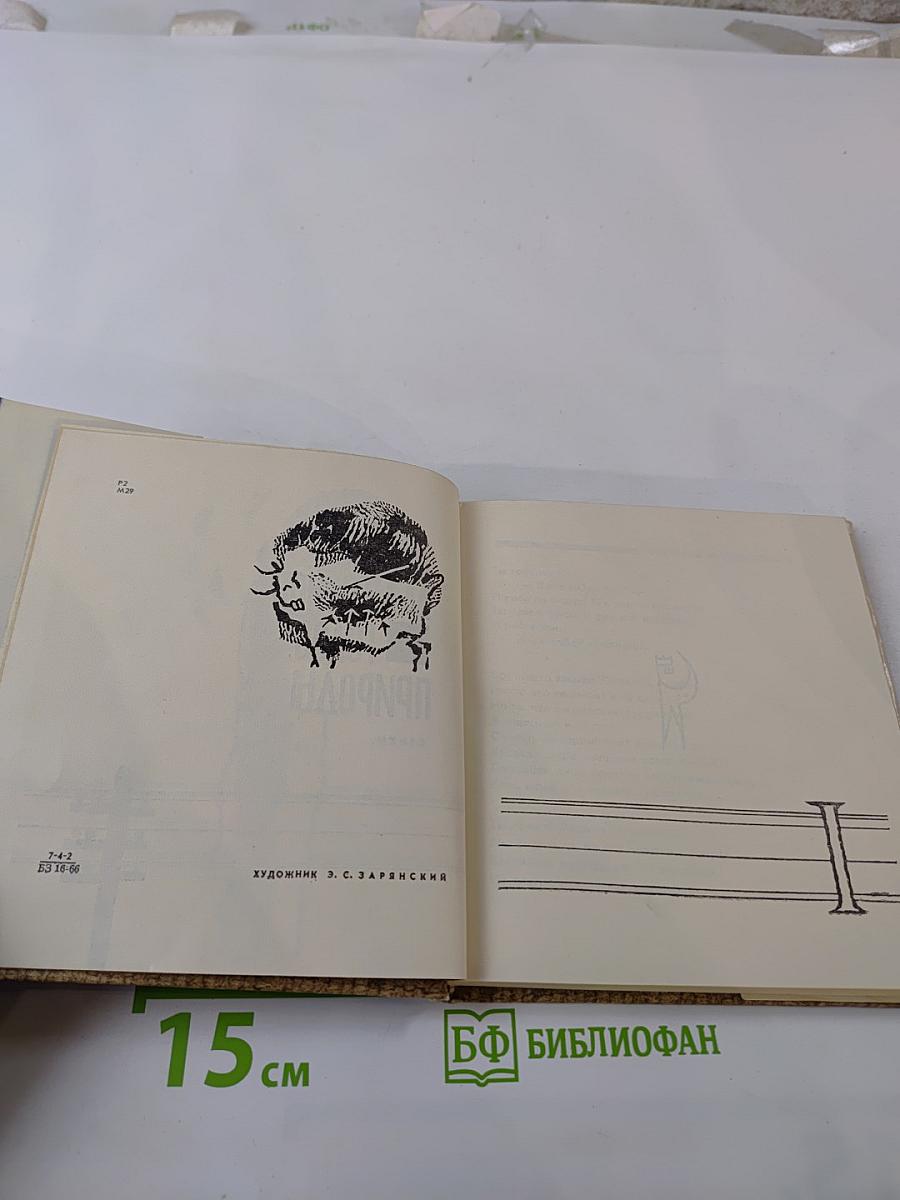 Р2
М29
7-4-2
БЗ 16-66
ХУДОЖНИК Э. С. ЗАРЯНСКИЙ
I
15 см
БФ БИБЛИОФАН